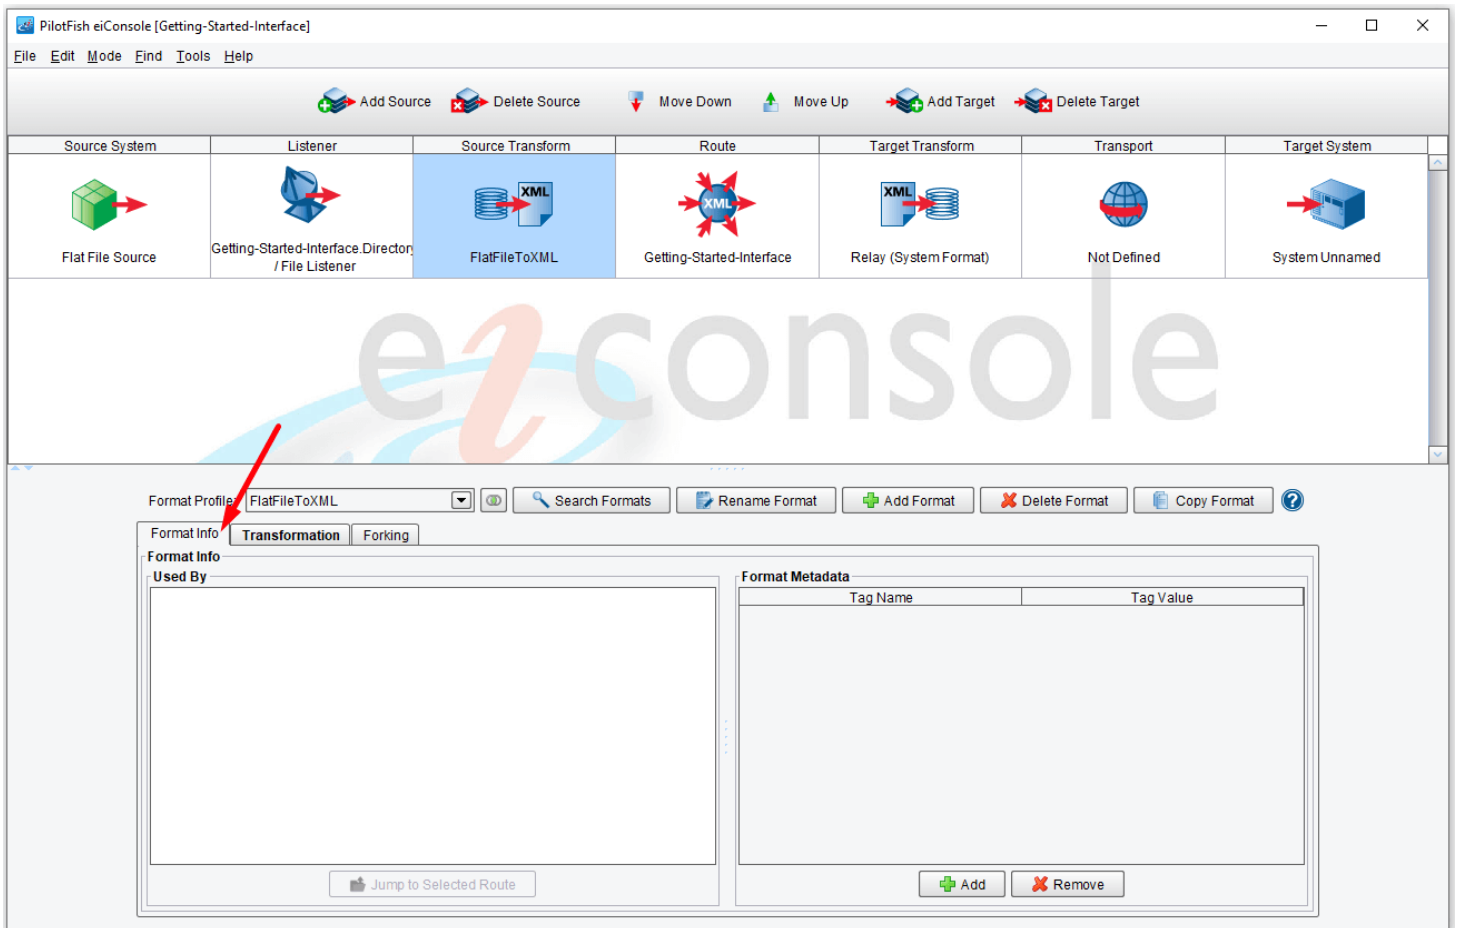 PilotFish eiConsole [Getting-Started-Interface]
File Edit Mode Find Tools Help
Add Source Delete Source Move Down Move Up Add Target Delete Target
Source System Listener Source Transform Route Target Transform Transport Target System
XML XML XML
Flat File Source Getting-Started-Interface.Directory / File Listener FlatFileToXML Getting-Started-Interface Relay (System Format) Not Defined System Unnamed
eiconsole
Format Profile: FlatFileToXML Search Formats Rename Format Add Format Delete Format Copy Format ?
Format Info Transformation Forking
Format Info
Used By Format Metadata
Tag Name Tag Value
Jump to Selected Route Add Remove